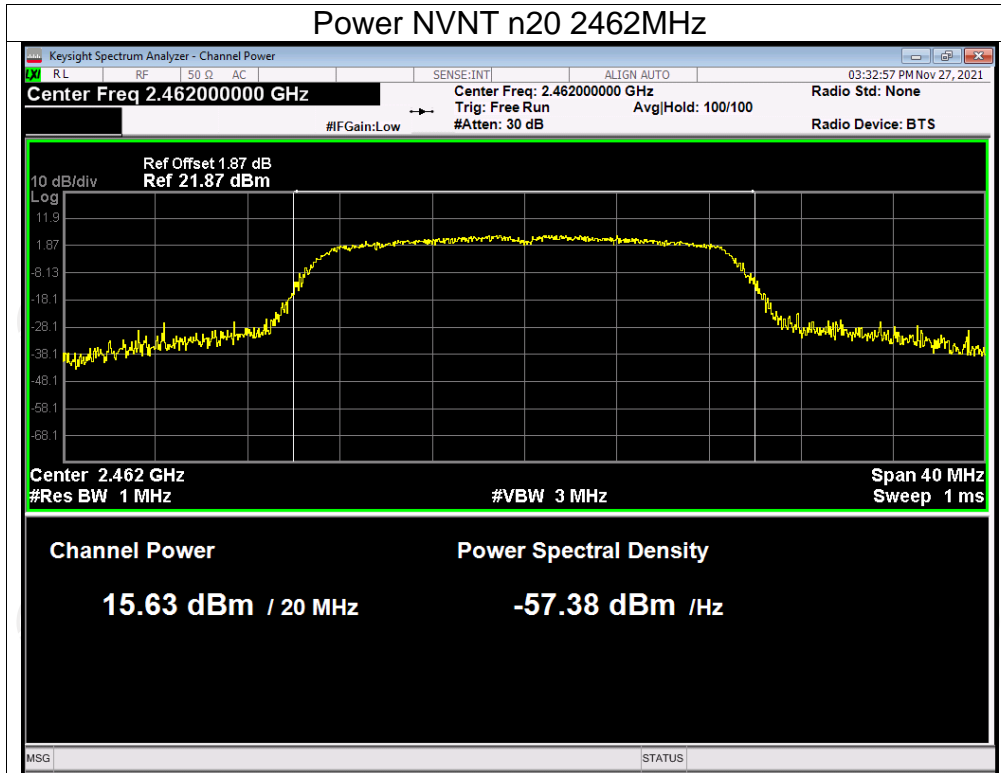 Power NVNT n20 2462MHz
Keysight Spectrum Analyzer - Channel Power
LXI RL RF 50 Ω AC SENSE:INT ALIGN AUTO 03:32:57 PM Nov 27, 2021
Center Freq 2.462000000 GHz
Center Freq: 2.462000000 GHz
Radio Std: None
Trig: Free Run Avg|Hold: 100/100
#IFGain:Low #Atten: 30 dB Radio Device: BTS
Ref Offset 1.87 dB
10 dB/div Ref 21.87 dBm
Log
11.9
1.87
-8.13
-18.1
-28.1
-38.1
-48.1
-58.1
-68.1
Center 2.462 GHz Span 40 MHz
#Res BW 1 MHz #VBW 3 MHz Sweep 1 ms
Channel Power Power Spectral Density
15.63 dBm / 20 MHz -57.38 dBm /Hz
MSG STATUS